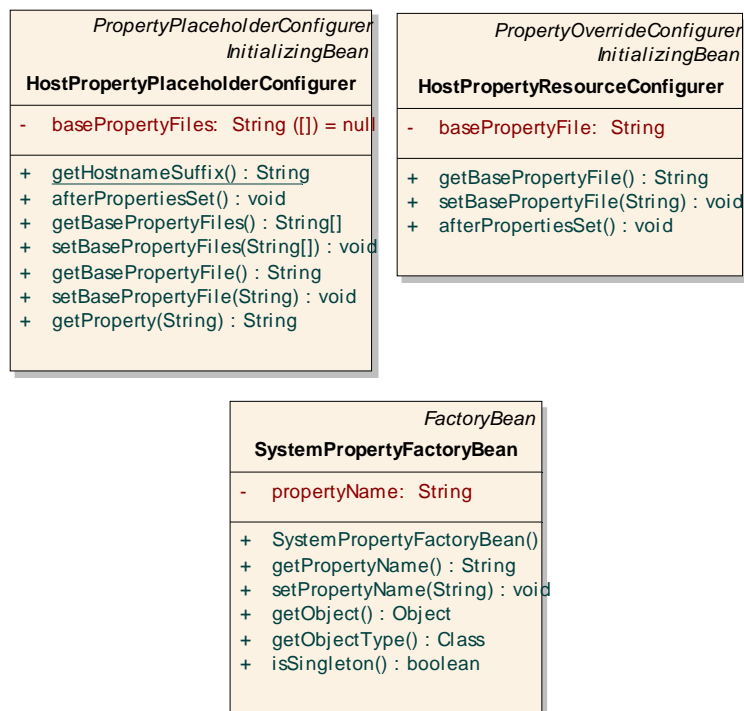 PropertyPlaceholderConfigurer
InitializingBean
HostPropertyPlaceholderConfigurer
- basePropertyFiles: String ([]) = null
+ getHostnameSuffix() : String
+ afterPropertiesSet() : void
+ getBasePropertyFiles() : String[]
+ setBasePropertyFiles(String[]) : void
+ getBasePropertyFile() : String
+ setBasePropertyFile(String) : void
+ getProperty(String) : String
PropertyOverrideConfigurer
InitializingBean
HostPropertyResourceConfigurer
- basePropertyFile: String
+ getBasePropertyFile() : String
+ setBasePropertyFile(String) : void
+ afterPropertiesSet() : void
FactoryBean
SystemPropertyFactoryBean
- propertyName: String
+ SystemPropertyFactoryBean()
+ getPropertyName() : String
+ setPropertyName(String) : void
+ getObject() : Object
+ getObjectType() : Class
+ isSingleton() : boolean